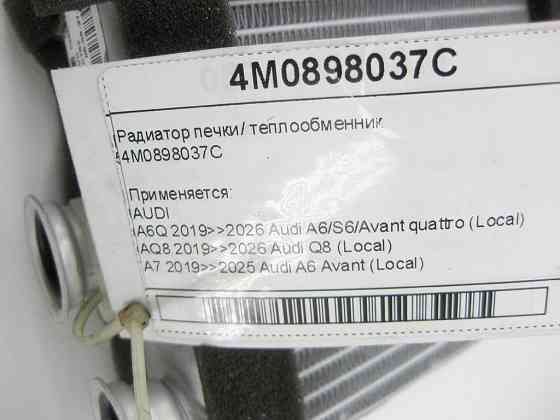 4M0898037C
Радиатор печки/ теплообменник
4M0898037C
Применяется:
AUDI
A6Q 2019>>2026 Audi A6/S6/Avant quattro (Local)
AQ8 2019>>2026 Audi Q8 (Local)
A7 2019>>2025 Audi A6 Avant (Local)